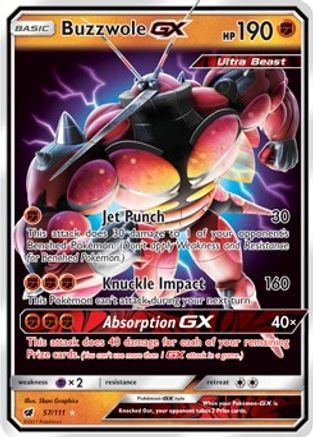 BASIC Buzzwole GX HP 190
Ultra Beast
Jet Punch 30
This attack does 30 damage to 1 of your opponent's
Benched Pokémon. (Don't apply Weakness and Resistance
for Benched Pokémon.)
Knuckle Impact 160
This Pokémon can't attack during your next turn.
Absorption GX 40×
This attack does 40 damage for each of your remaining
Prize cards. (You can't use more than 1 GX attack in a game.)
weakness × 2 resistance retreat
Illus. 5ban Graphics
57/111
©2017 Pokémon
Pokémon-GX rule
When your Pokémon-GX is
Knocked Out, your opponent takes 2 Prize cards.